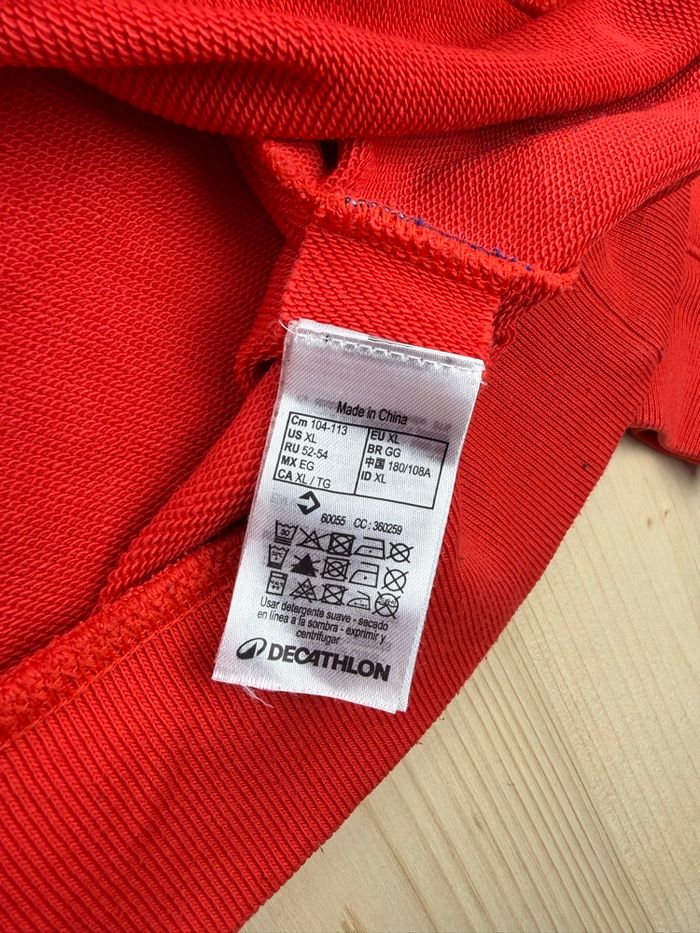 Made in China
Cm 104-113
US XL
RU 52-54
MX EG
CA XL / TG
EU XL
BR GG
中国 180/108A
ID XL
60055 CC : 360259
30
Usar detergente suave - secado
en línea a la sombra - exprimir y
centrifugar
DECATHLON